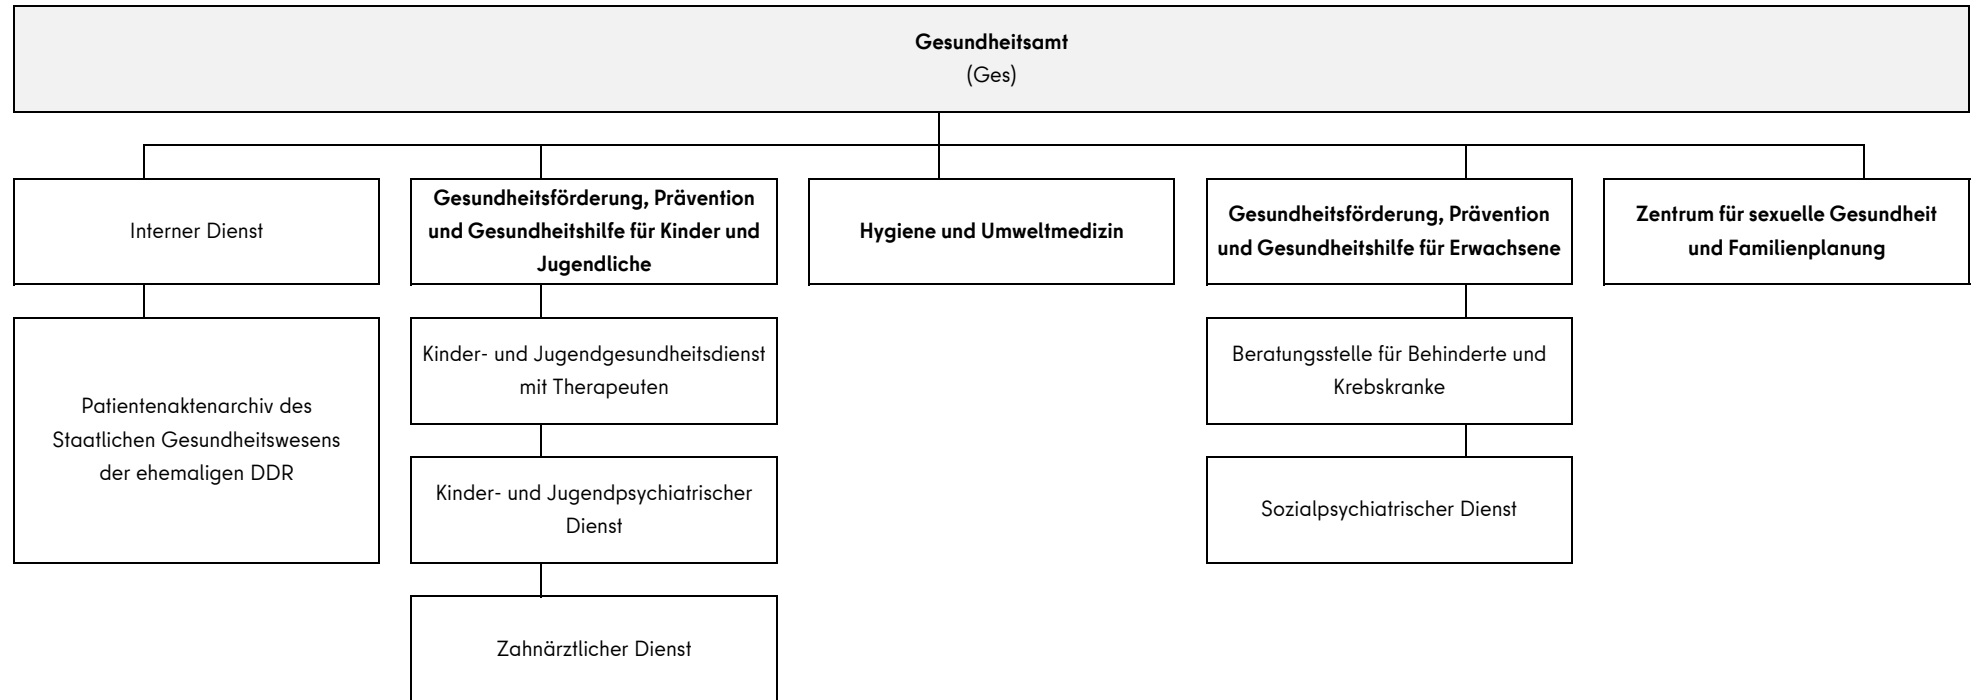 Gesundheitsamt
(Ges)
Interner Dienst
Gesundheitsförderung, Prävention
und Gesundheitshilfe für Kinder und
Jugendliche
Hygiene und Umweltmedizin
Gesundheitsförderung, Prävention
und Gesundheitshilfe für Erwachsene
Zentrum für sexuelle Gesundheit
und Familienplanung
Patientenaktenarchiv des
Staatlichen Gesundheitswesens
der ehemaligen DDR
Kinder- und Jugendgesundheitsdienst
mit Therapeuten
Beratungsstelle für Behinderte und
Krebskranke
Kinder- und Jugendpsychiatrischer
Dienst
Sozialpsychiatrischer Dienst
Zahnärztlicher Dienst